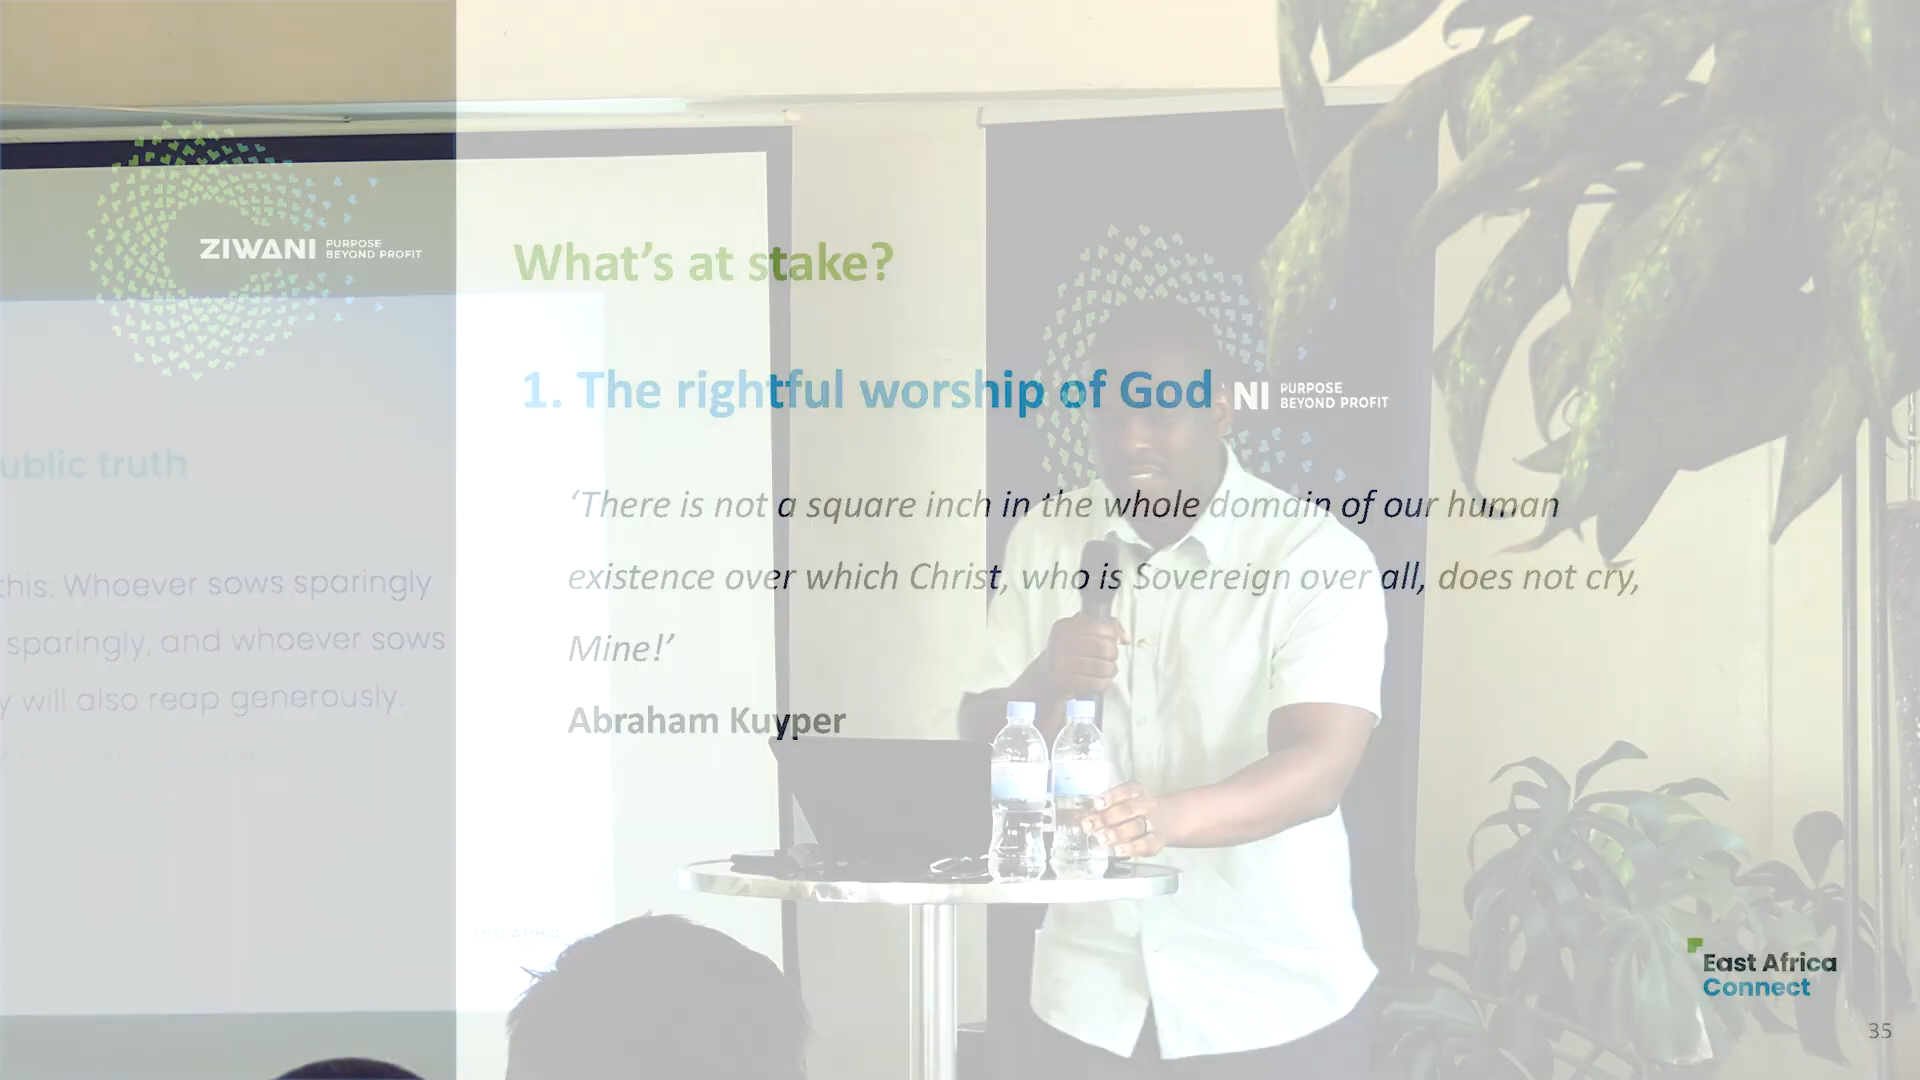 ZIWANI PURPOSE
BEYOND PROFIT
What's at stake?
1. The rightful worship of God
NI PURPOSE
BEYOND PROFIT
‘There is not a square inch in the whole domain of our human
existence over which Christ, who is Sovereign over all, does not cry,
Mine!’
Abraham Kuyper
ublic truth
this: Whoever sows sparingly
sparingly, and whoever sows
y will also reap generously.
East Africa
East Africa
Connect
35